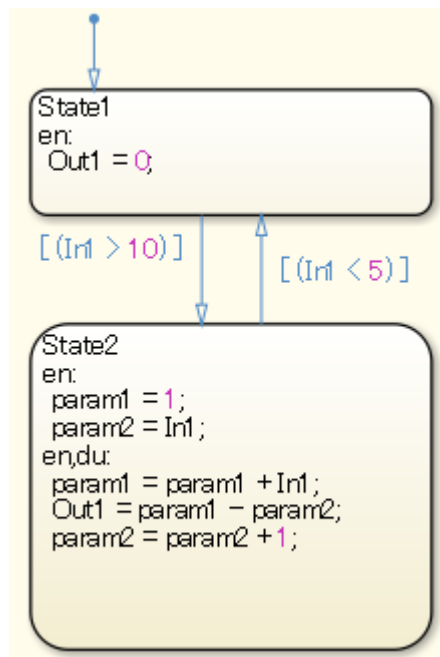 State1
en:
Out1 = 0;
[(In1 > 10)]
[(In1 < 5)]
State2
en:
param1 = 1;
param2 = In1;
en,du:
param1 = param1 + In1;
Out1 = param1 - param2;
param2 = param2 + 1;